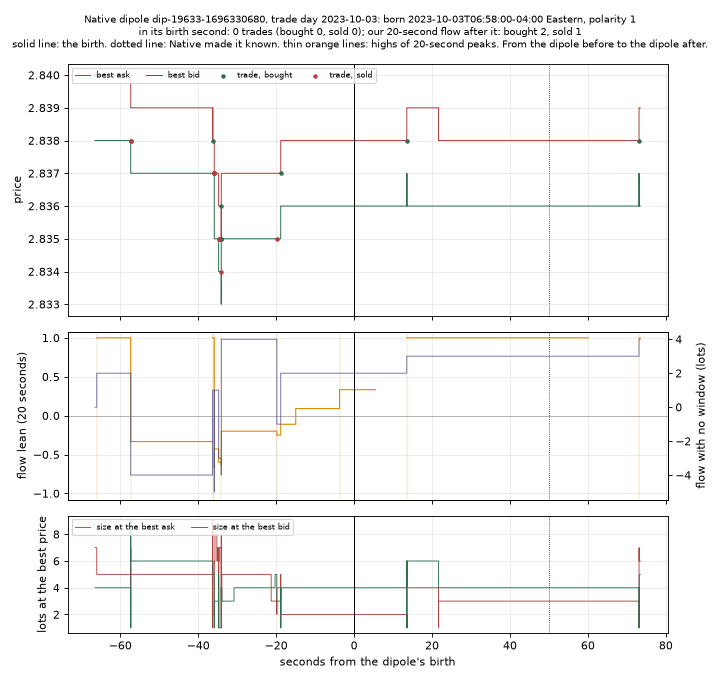 Native dipole dip-19633-1696330680, trade day 2023-10-03: born 2023-10-03T06:58:00-04:00 Eastern, polarity 1
in its birth second: 0 trades (bought 0, sold 0); our 20-second flow after it: bought 2, sold 1
solid line: the birth. dotted line: Native made it known. thin orange lines: highs of 20-second peaks. From the dipole before to the dipole after.
best ask best bid trade, bought trade, sold
2.840
2.839
2.838
2.837
2.836
2.835
2.834
2.833
price
1.0
0.5
0.0
−0.5
−1.0
flow lean (20 seconds)
4
2
0
−2
−4
flow with no window (lots)
size at the best ask size at the best bid
8
6
4
2
lots at the best price
−60 −40 −20 0 20 40 60 80
seconds from the dipole's birth